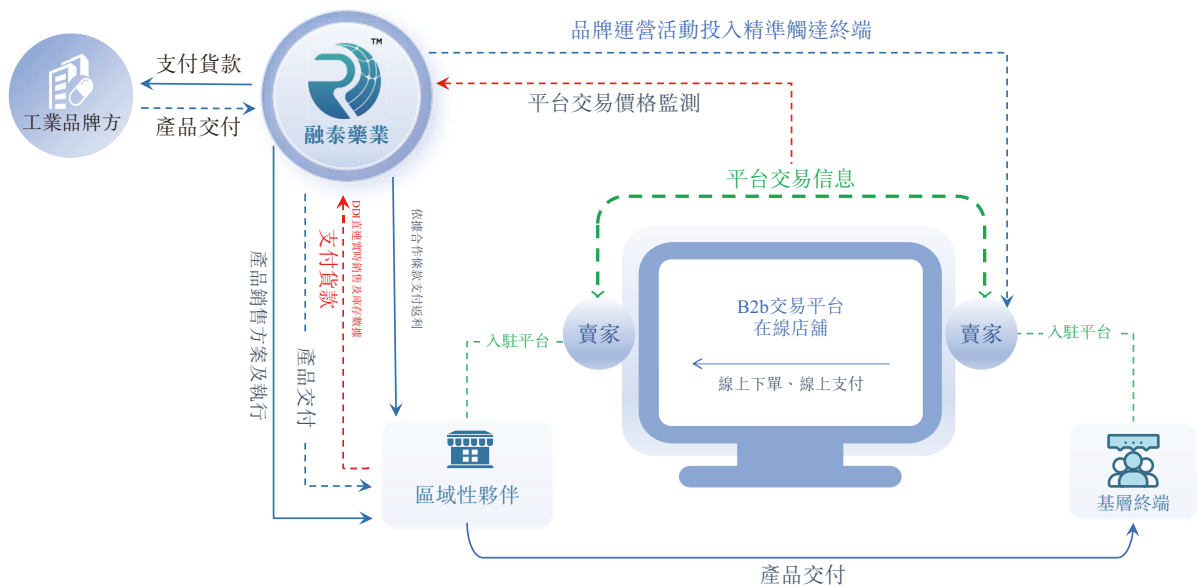 品牌運營活動投入精準觸達終端
TM
支付貨款
工業品牌方
產品交付
融泰藥業
平台交易價格監測
平台交易信息
產品銷售方案及執行
產品交付
支付貨款
DDI直連實時銷售及庫存數據
依據合作條款支付返利
B2b交易平台
在線店舖
賣家
賣家
入駐平台
入駐平台
線上下單、線上支付
區域性夥伴
基層終端
產品交付